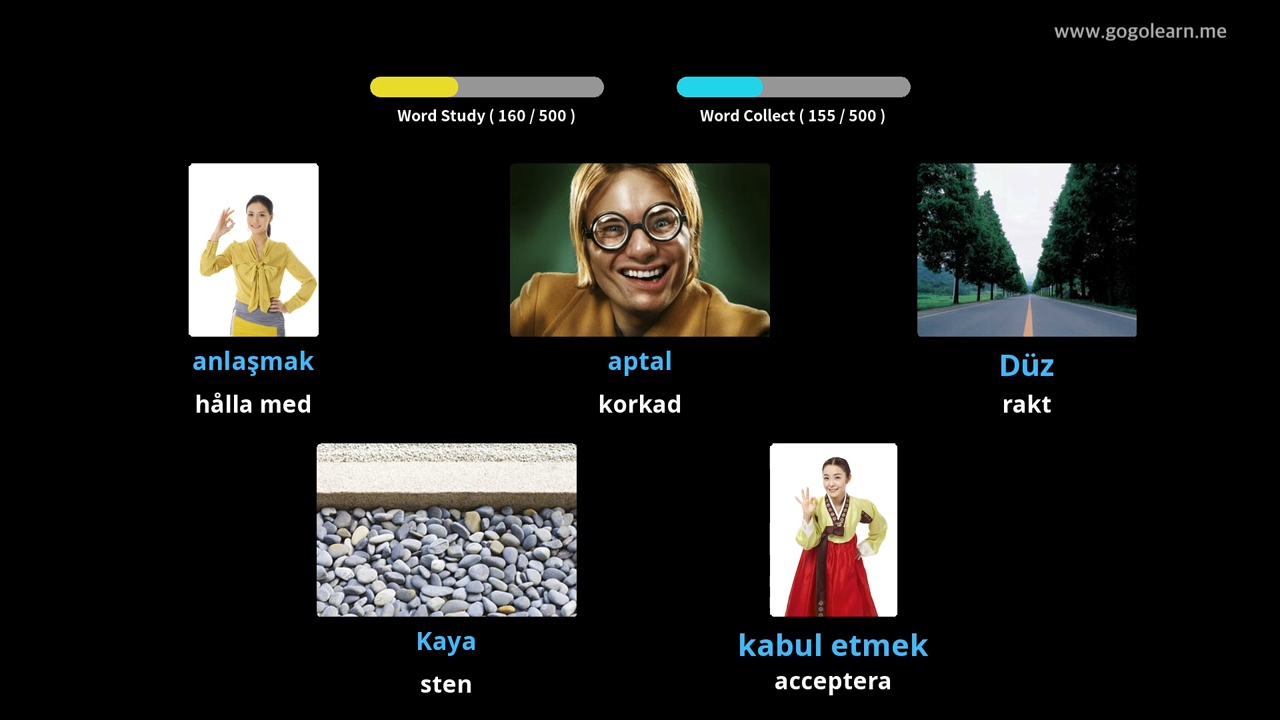 www.gogolearn.me
Word Study ( 160 / 500 )
Word Collect ( 155 / 500 )
anlaşmak
hålla med
aptal
korkad
Düz
rakt
Kaya
sten
kabul etmek
acceptera